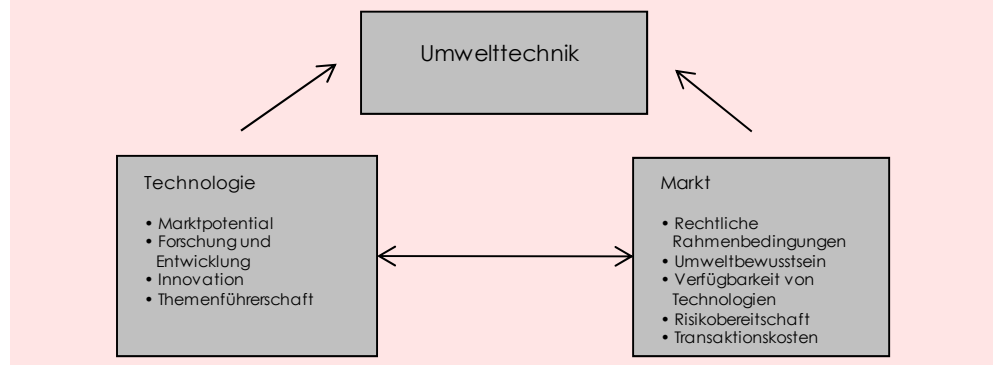 Umwelttechnik
Technologie
• Marktpotential
• Forschung und
Entwicklung
• Innovation
• Themenführerschaft
Markt
• Rechtliche
Rahmenbedingungen
• Umweltbewusstsein
• Verfügbarkeit von
Technologien
• Risikobereitschaft
• Transaktionskosten